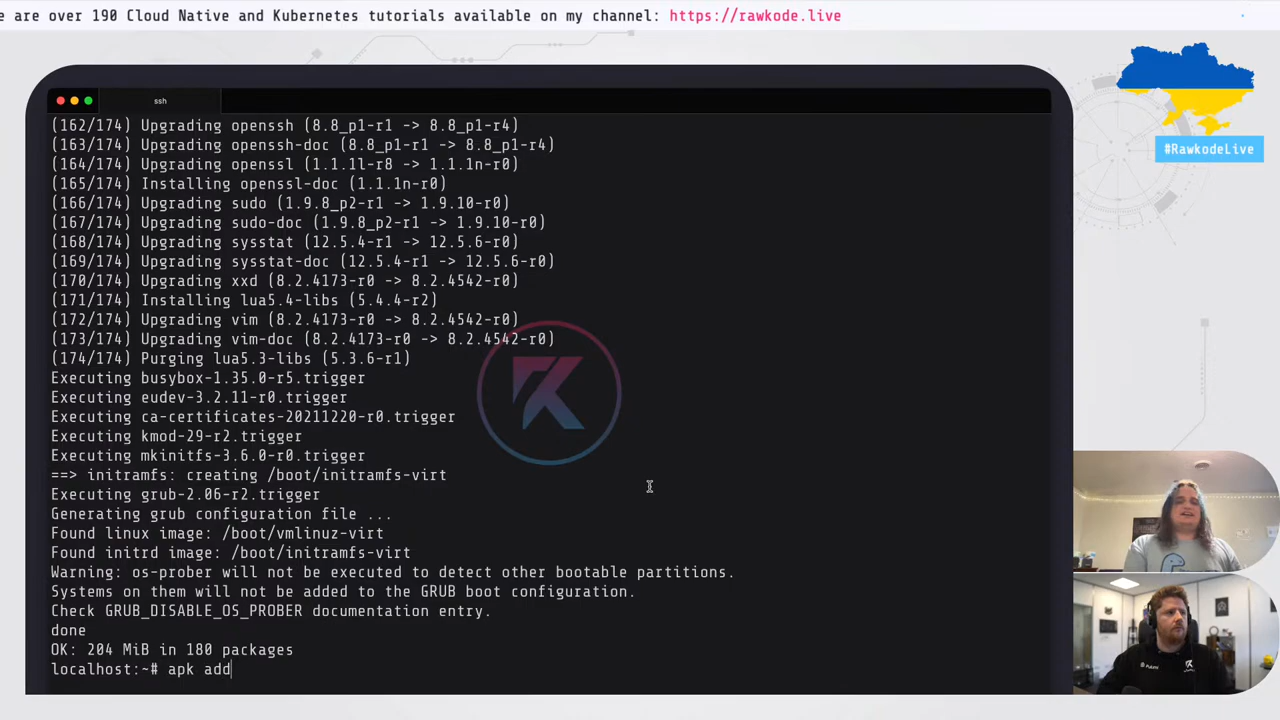 e are over 190 Cloud Native and Kubernetes tutorials available on my channel: https://rawkode.live
#RawkodeLive
ssh
(162/174) Upgrading openssh (8.8_p1-r1 -> 8.8_p1-r4)
(163/174) Upgrading openssh-doc (8.8_p1-r1 -> 8.8_p1-r4)
(164/174) Upgrading openssl (1.1.1l-r8 -> 1.1.1n-r0)
(165/174) Installing openssl-doc (1.1.1n-r0)
(166/174) Upgrading sudo (1.9.8_p2-r1 -> 1.9.10-r0)
(167/174) Upgrading sudo-doc (1.9.8_p2-r1 -> 1.9.10-r0)
(168/174) Upgrading sysstat (12.5.4-r1 -> 12.5.6-r0)
(169/174) Upgrading sysstat-doc (12.5.4-r1 -> 12.5.6-r0)
(170/174) Upgrading xxd (8.2.4173-r0 -> 8.2.4542-r0)
(171/174) Installing lua5.4-libs (5.4.4-r2)
(172/174) Upgrading vim (8.2.4173-r0 -> 8.2.4542-r0)
(173/174) Upgrading vim-doc (8.2.4173-r0 -> 8.2.4542-r0)
(174/174) Purging lua5.3-libs (5.3.6-r1)
Executing busybox-1.35.0-r5.trigger
Executing eudev-3.2.11-r0.trigger
Executing ca-certificates-20211220-r0.trigger
Executing kmod-29-r2.trigger
Executing mkinitfs-3.6.0-r0.trigger
==> initramfs: creating /boot/initramfs-virt
Executing grub-2.06-r2.trigger
Generating grub configuration file ...
Found linux image: /boot/vmlinuz-virt
Found initrd image: /boot/initramfs-virt
Warning: os-prober will not be executed to detect other bootable partitions.
Systems on them will not be added to the GRUB boot configuration.
Check GRUB_DISABLE_OS_PROBER documentation entry.
done
OK: 204 MiB in 180 packages
localhost:~# apk add